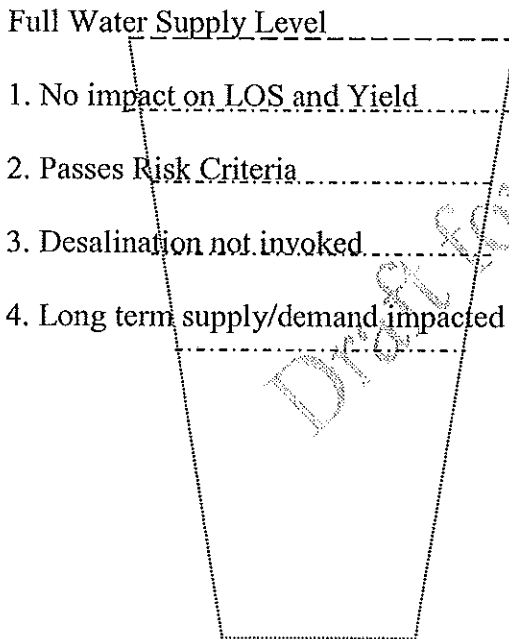 Full Water Supply Level
1. No impact on LOS and Yield
2. Passes Risk Criteria
3. Desalination not invoked
4. Long term supply/demand impacted
Draft